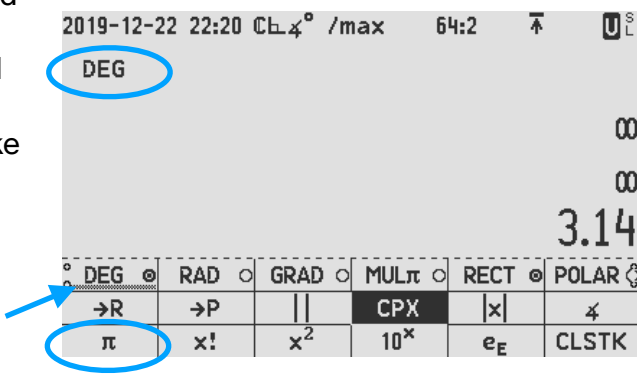 d
2019-12-22 22:20 C∟∡° /max 64:2 ⊼ U S L
DEG
ke
∞
∞
3.14
DEG RAD GRAD MULπ RECT POLAR
→R →P || CPX |x| ∡
π x! x² 10ˣ e_E CLSTK